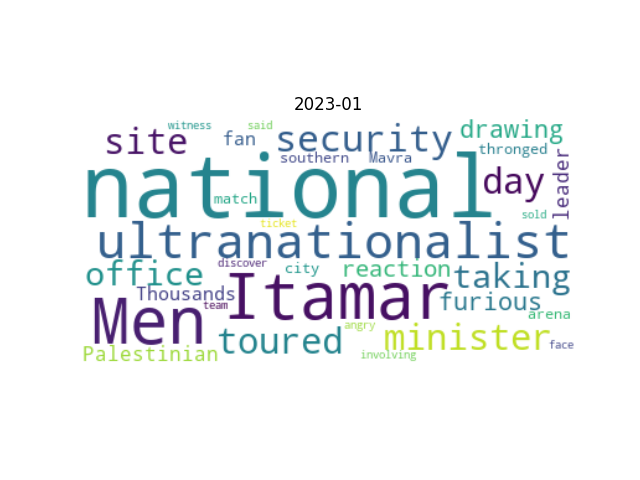 2023-01
witness said
site fan security drawing
southern Mavra thronged
national day leader
match
sold
ticket
ultranationalist
discover
office city reaction taking
Thousands Itamar furious
team
Men arena
angry
toured minister
face
Palestinian involving